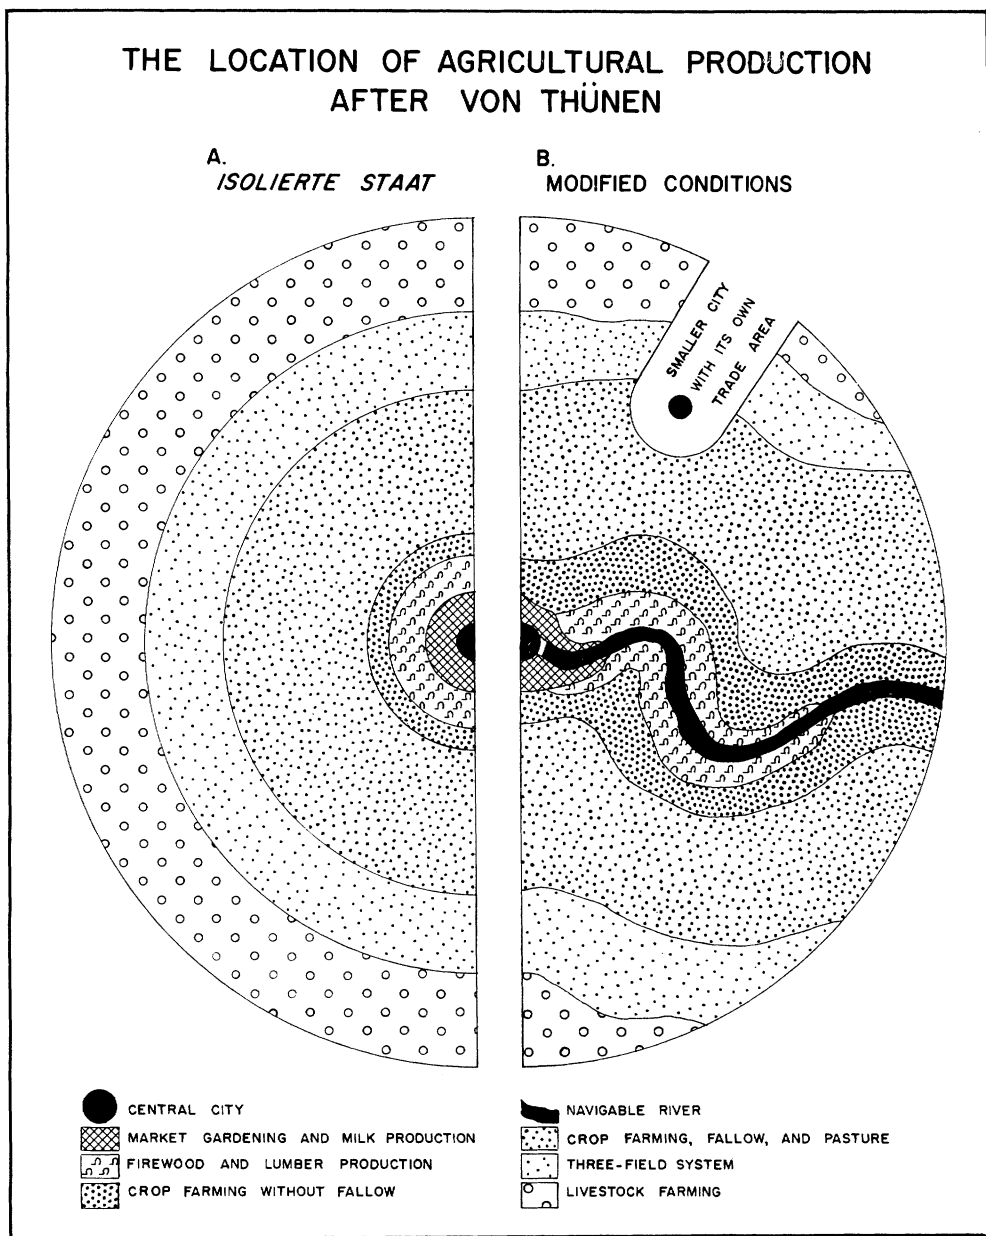 THE LOCATION OF AGRICULTURAL PRODUCTION
AFTER VON THÜNEN
A.
ISOLIERTE STAAT
B.
MODIFIED CONDITIONS
SMALLER CITY
WITH ITS OWN
TRADE AREA
CENTRAL CITY
MARKET GARDENING AND MILK PRODUCTION
FIREWOOD AND LUMBER PRODUCTION
CROP FARMING WITHOUT FALLOW
NAVIGABLE RIVER
CROP FARMING, FALLOW, AND PASTURE
THREE-FIELD SYSTEM
LIVESTOCK FARMING